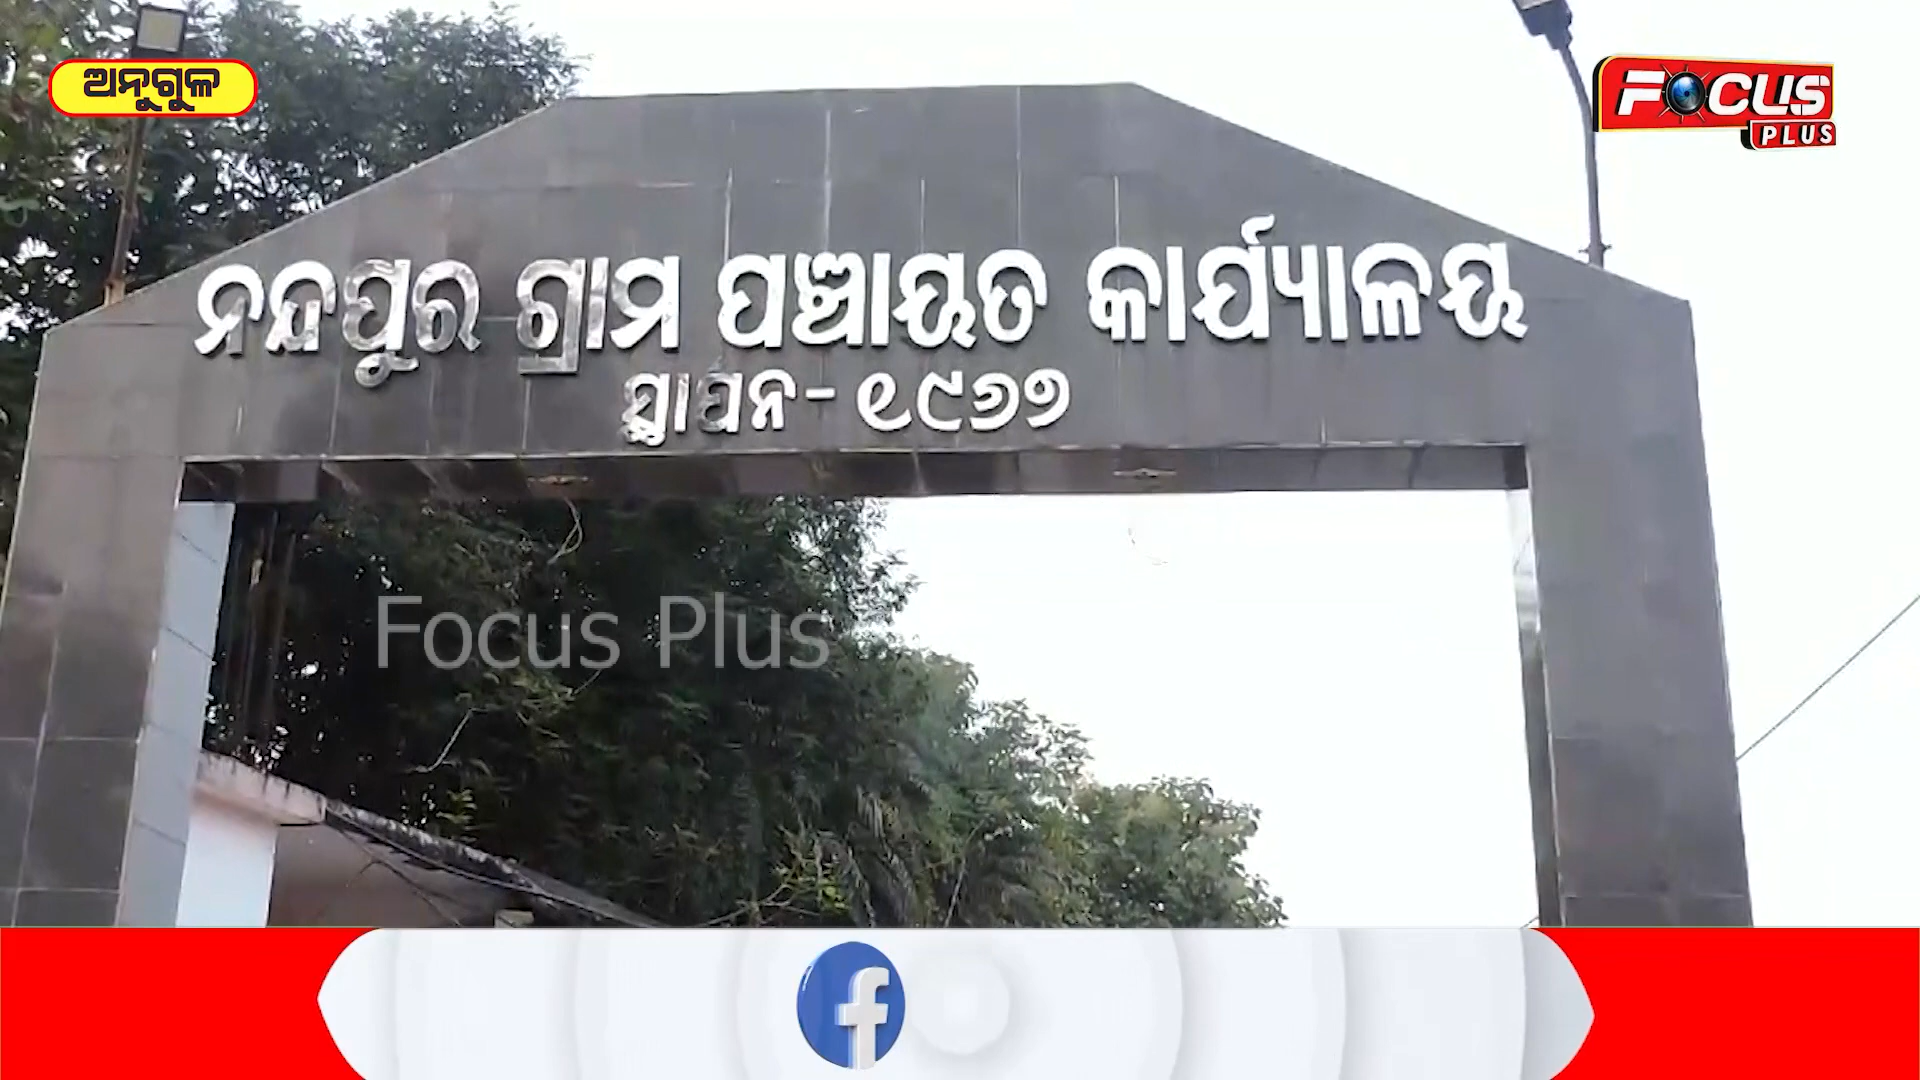 ଅନୁଗୁଳ
FOCUS
PLUS
ନନ୍ଦପୁର ଗ୍ରାମ ପଞ୍ଚାୟତ କାର୍ଯ୍ୟାଳୟ
ସ୍ଥାପନ - ୧୯୬୭
Focus Plus